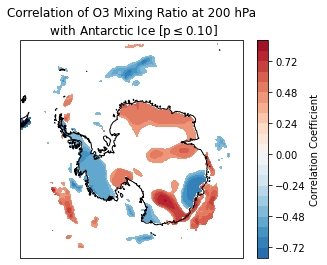 Correlation of O3 Mixing Ratio at 200 hPa
with Antarctic Ice [p ≤ 0.10]
0.72
0.48
0.24
0.00
−0.24
−0.48
−0.72
Correlation Coefficient